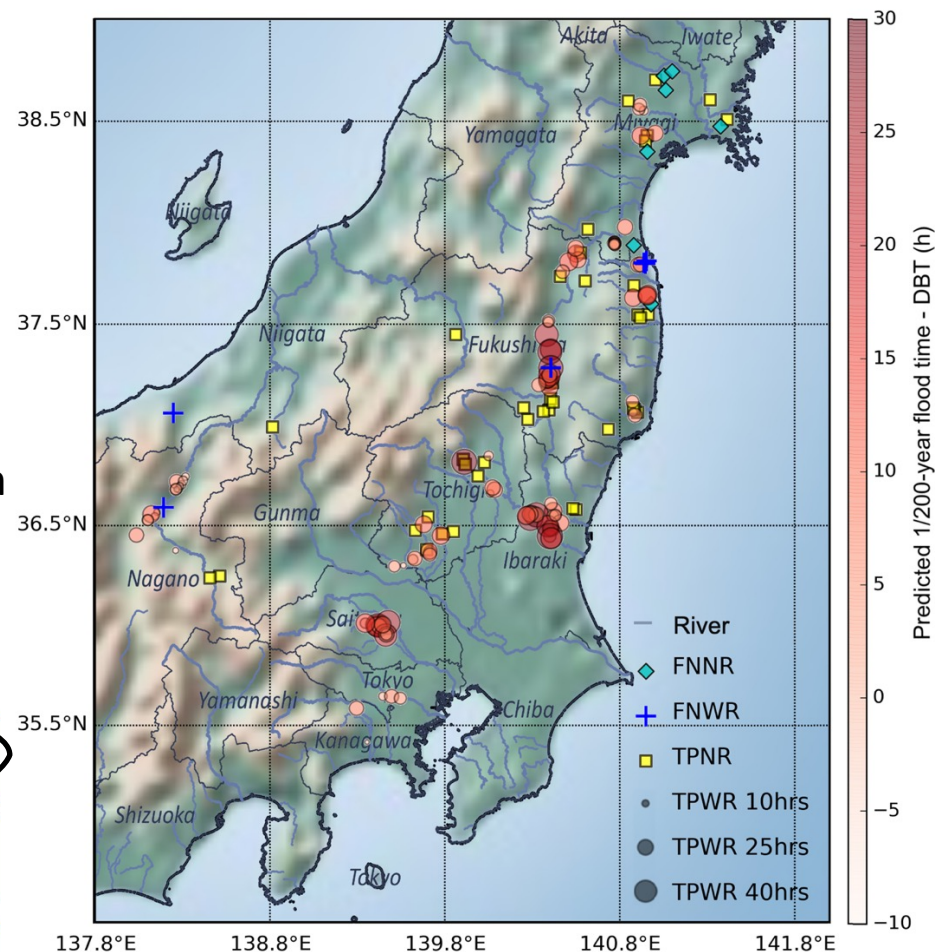 Akita
Iwate
Miyagi
Yamagata
Niigata
Niigata
Fukushi
Tochigi
Gunma
Ibaraki
Nagano
Sai
Tokyo
Yamanashi
Chiba
Kanagawa
Shizuoka
Tokyo
38.5°N
37.5°N
36.5°N
35.5°N
137.8°E
138.8°E
139.8°E
140.8°E
141.8°E
River
FNNR
FNWR
TPNR
TPWR 10hrs
TPWR 25hrs
TPWR 40hrs
30
25
20
15
10
5
0
−5
−10
Predicted 1/200-year flood time - DBT (h)